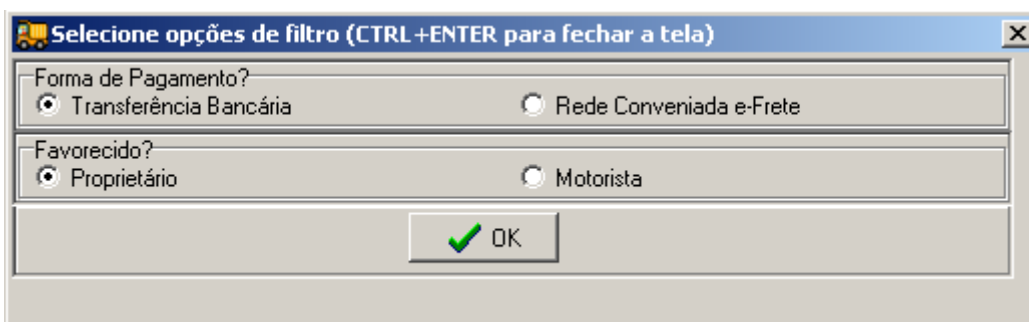 Selecione opções de filtro (CTRL+ENTER para fechar a tela)
Forma de Pagamento?
Transferência Bancária Rede Conveniada e-Frete
Favorecido?
Proprietário Motorista
OK